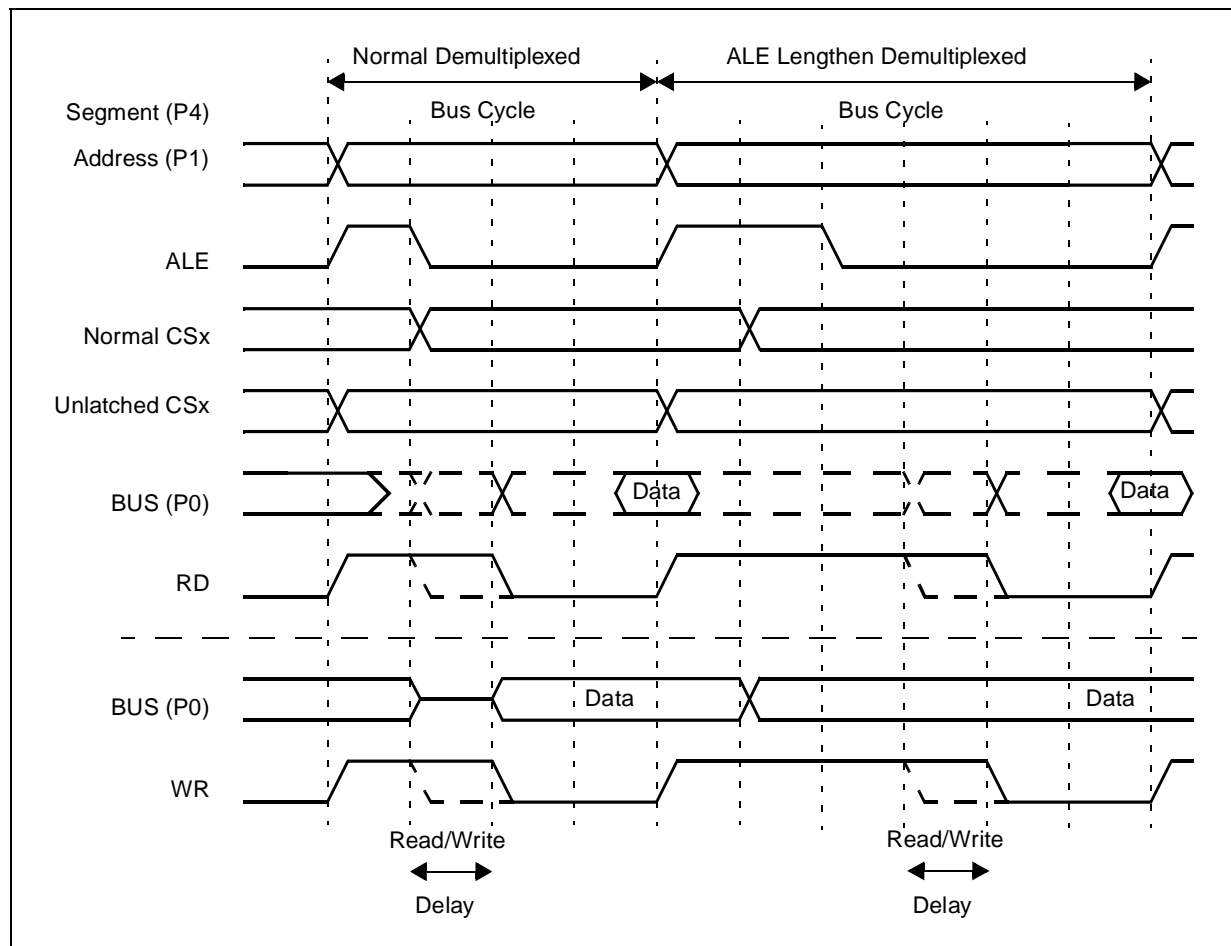 Normal Demultiplexed
ALE Lengthen Demultiplexed
Segment (P4)
Bus Cycle
Bus Cycle
Address (P1)
ALE
Normal CSx
Unlatched CSx
BUS (P0)
Data
Data
RD
BUS (P0)
Data
Data
WR
Read/Write
Read/Write
Delay
Delay